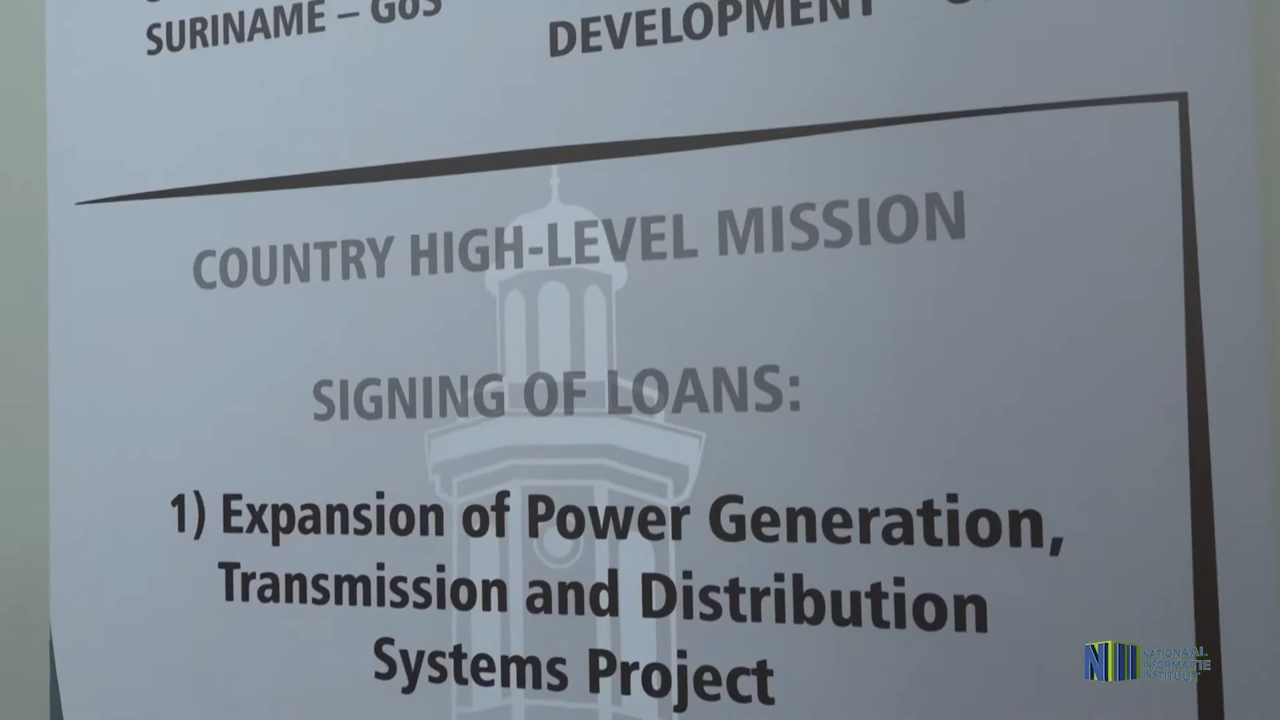 SURINAME – GoS
DEVELOPMENT
COUNTRY HIGH-LEVEL MISSION
SIGNING OF LOANS:
1) Expansion of Power Generation,
Transmission and Distribution
Systems Project
NATIONAAL
INFORMATIE
INSTITUUT